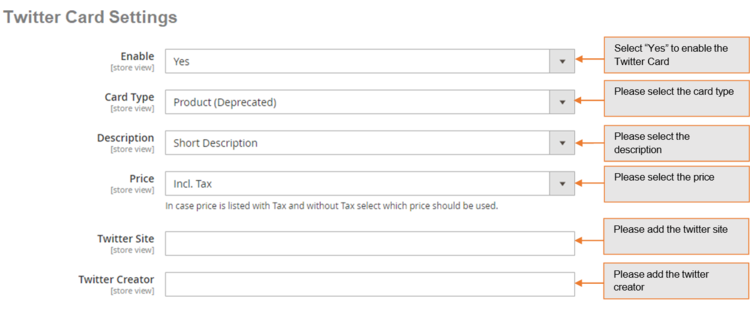 Twitter Card Settings
Enable
[store view]
Yes
Select "Yes" to enable the
Twitter Card
Card Type
[store view]
Product (Deprecated)
Please select the card type
Description
[store view]
Short Description
Please select the
description
Price
[store view]
Incl. Tax
Please select the price
In case price is listed with Tax and without Tax select which price should be used.
Twitter Site
[store view]
Please add the twitter site
Twitter Creator
[store view]
Please add the twitter
creator